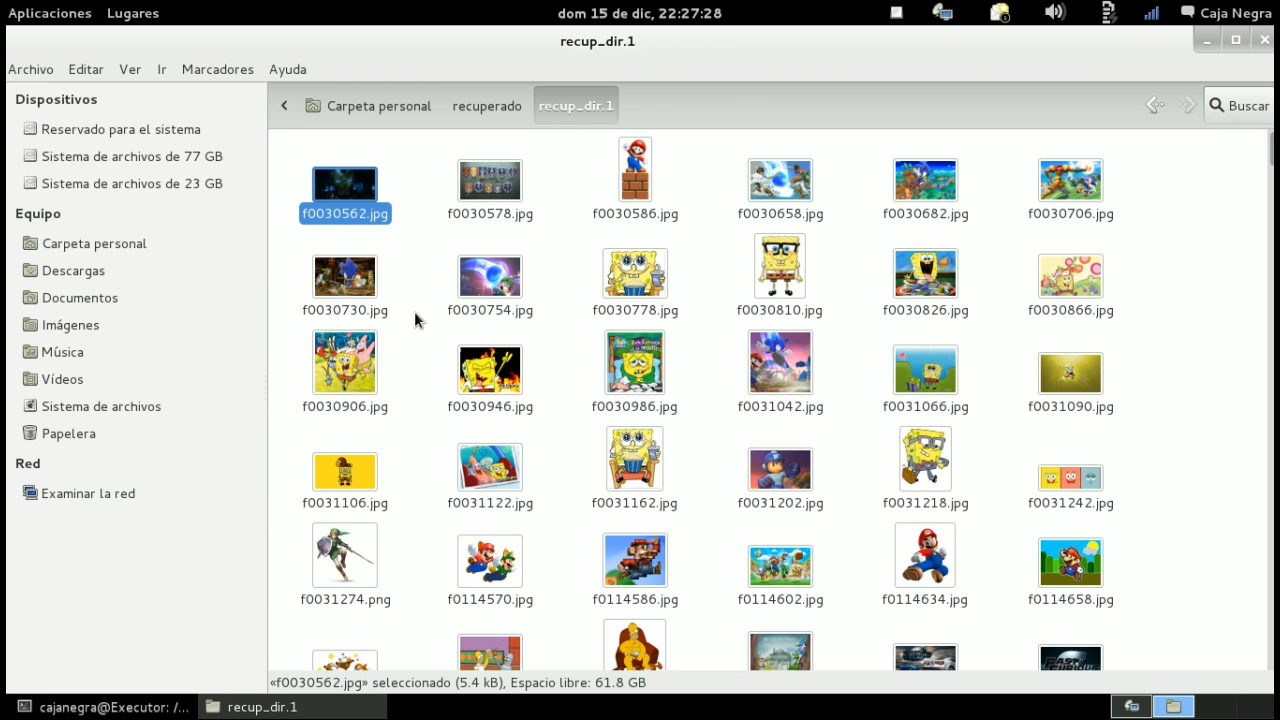 Aplicaciones Lugares dom 15 de dic, 22:27:28 1 Caja Negra
recup_dir.1
Archivo Editar Ver Ir Marcadores Ayuda
Dispositivos
Reservado para el sistema
Sistema de archivos de 77 GB
Sistema de archivos de 23 GB
Equipo
Carpeta personal
Descargas
Documentos
Imágenes
Música
Vídeos
Sistema de archivos
Papelera
Red
Examinar la red
Carpeta personal recuperado recup_dir.1 Buscar
f0030562.jpg f0030578.jpg f0030586.jpg f0030658.jpg f0030682.jpg f0030706.jpg
f0030730.jpg f0030754.jpg f0030778.jpg f0030810.jpg f0030826.jpg f0030866.jpg
f0030906.jpg f0030946.jpg f0030986.jpg f0031042.jpg f0031066.jpg f0031090.jpg
f0031106.jpg f0031122.jpg f0031162.jpg f0031202.jpg f0031218.jpg f0031242.jpg
f0031274.png f0114570.jpg f0114586.jpg f0114602.jpg f0114634.jpg f0114658.jpg
«f0030562.jpg» seleccionado (5.4 kB), Espacio libre: 61.8 GB
cajanegra@Executor: /... recup_dir.1